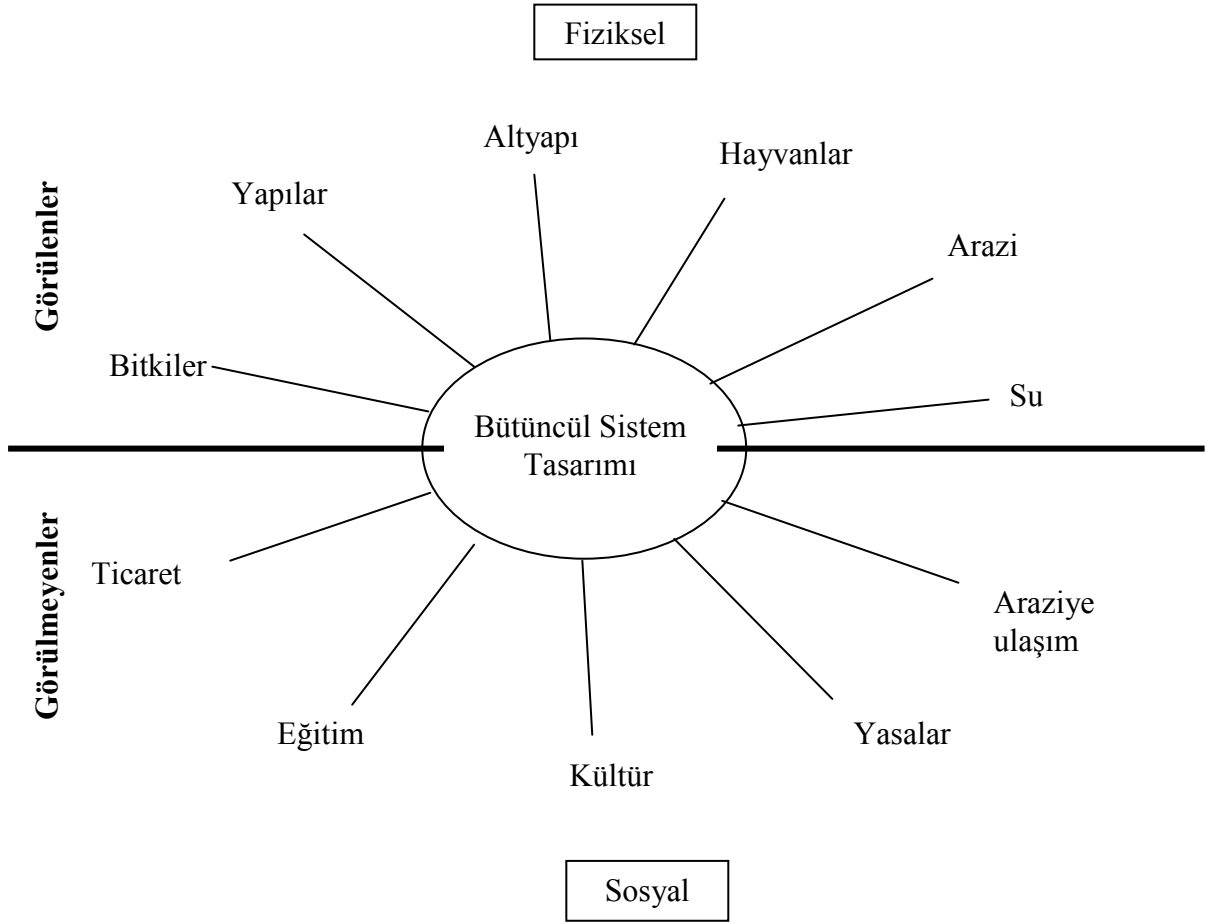 Fiziksel
Altyapı
Hayvanlar
Yapılar
Arazi
Görülenler
Bitkiler
Su
Bütüncül Sistem
Tasarımı
Görülmeyenler
Ticaret
Araziye
ulaşım
Eğitim
Yasalar
Kültür
Sosyal